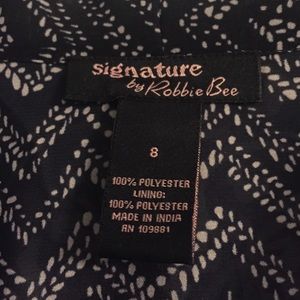 signature
by Robbie Bee
8
100% POLYESTER
LINING:
100% POLYESTER
MADE IN INDIA
RN 109881